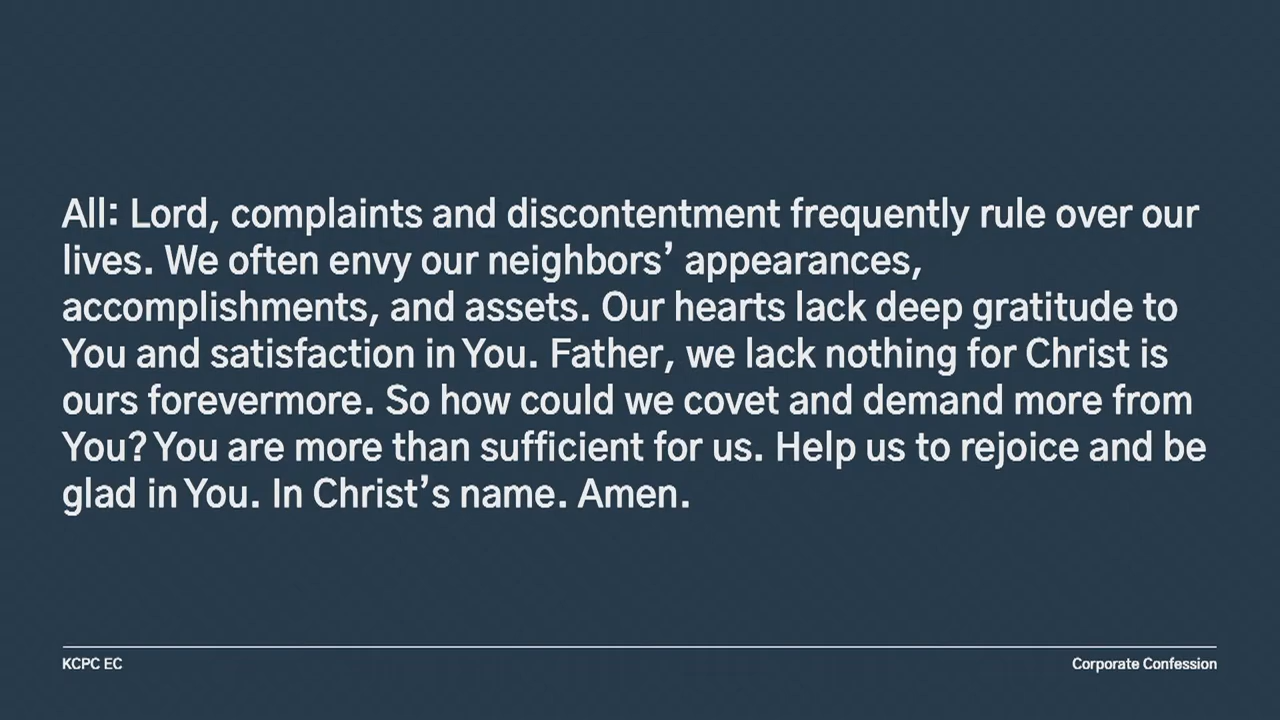 All: Lord, complaints and discontentment frequently rule over our
lives. We often envy our neighbors’ appearances,
accomplishments, and assets. Our hearts lack deep gratitude to
You and satisfaction in You. Father, we lack nothing for Christ is
ours forevermore. So how could we covet and demand more from
You? You are more than sufficient for us. Help us to rejoice and be
glad in You. In Christ’s name. Amen.
KCPC EC
Corporate Confession